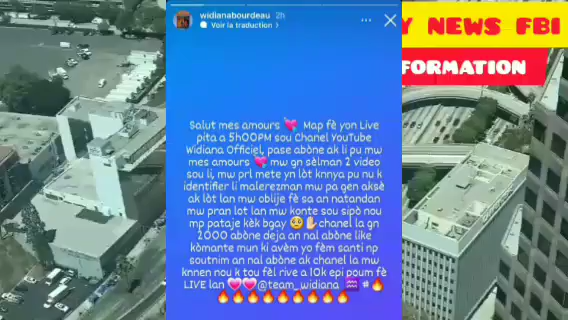 widianabourdeau 2h
Voir la traduction >
Y NEWS FBI
FORMATION
Salut mes amours 💘 Map fè yon Live
pita a 5h00PM sou Chanel YouTube
Widiana Officiel, pase abòne ak li pu mw
mes amours 💘 mw gn sèlman 2 video
sou li, mw prl mete yn lòt knnya pu nu k
identifier li malerezman mw pa gen aksè
ak lòt lan mw oblije fè sa an natandan
mw pran lot lan mw konte sou sipò nou
mp pataje kèk bgay 🥺✋chanel la gn
2000 abòne deja an nal abòne like
kòmante mun ki avèm yo fèm santi np
soutnim an nal abòne ak chanel la mw
knnen nou k tou fèl rive a 10k epi poum fè
LIVE lan 💗💗@team_widiana ♒ #🔥
🔥🔥🔥🔥🔥🔥🔥🔥🔥🔥